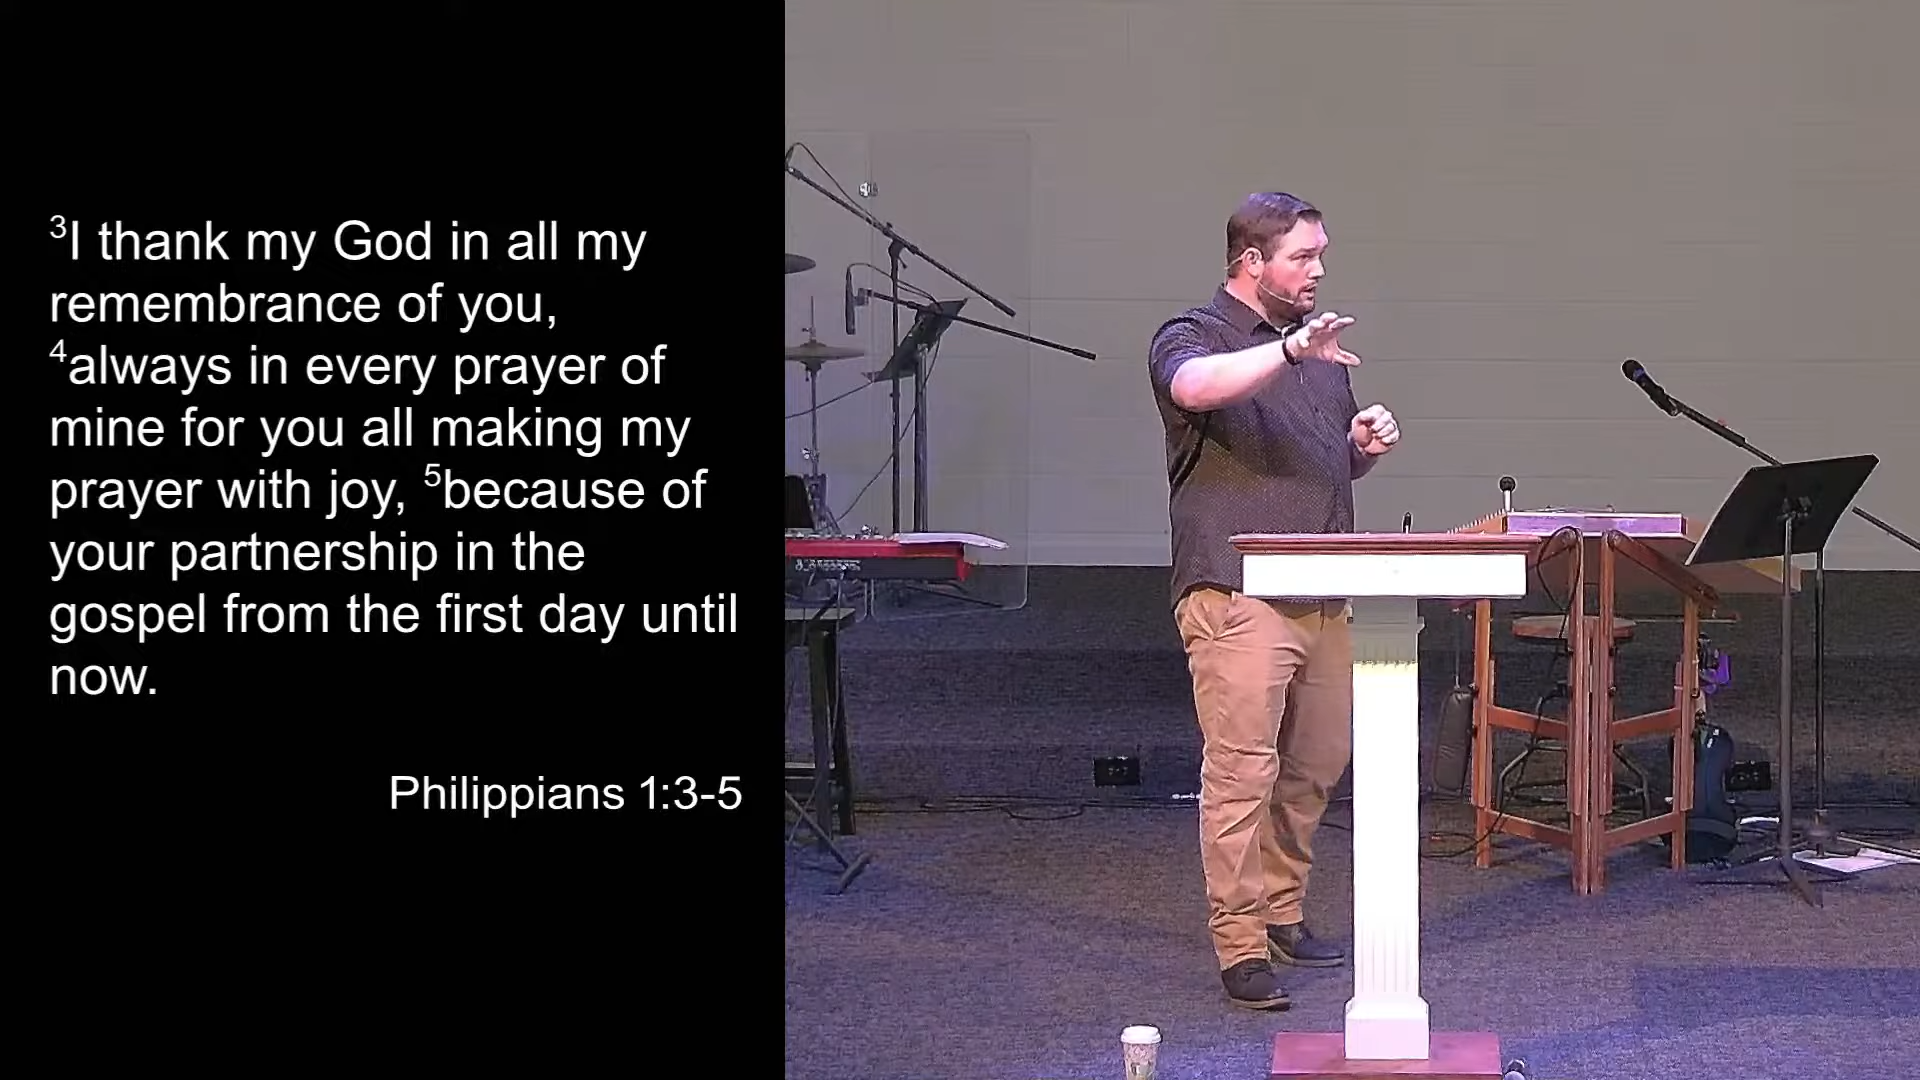 ³I thank my God in all my
remembrance of you,
⁴always in every prayer of
mine for you all making my
prayer with joy, ⁵because of
your partnership in the
gospel from the first day until
now.
Philippians 1:3-5